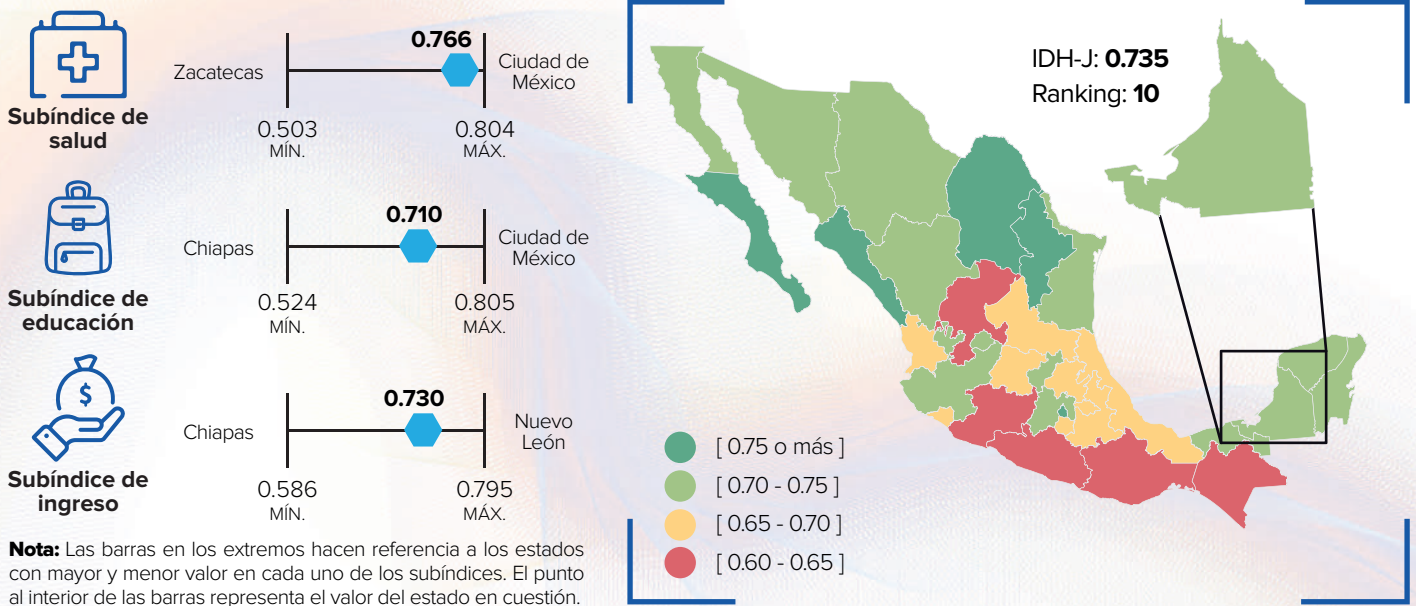 Subíndice de
salud
Zacatecas
0.766
Ciudad de
México
0.503
MÍN.
0.804
MÁX.
Subíndice de
educación
Chiapas
0.710
Ciudad de
México
0.524
MÍN.
0.805
MÁX.
$
Subíndice de
ingreso
Chiapas
0.730
Nuevo
León
0.586
MÍN.
0.795
MÁX.
Nota: Las barras en los extremos hacen referencia a los estados
con mayor y menor valor en cada uno de los subíndices. El punto
al interior de las barras representa el valor del estado en cuestión.
IDH-J: 0.735
Ranking: 10
[ 0.75 o más ]
[ 0.70 - 0.75 ]
[ 0.65 - 0.70 ]
[ 0.60 - 0.65 ]